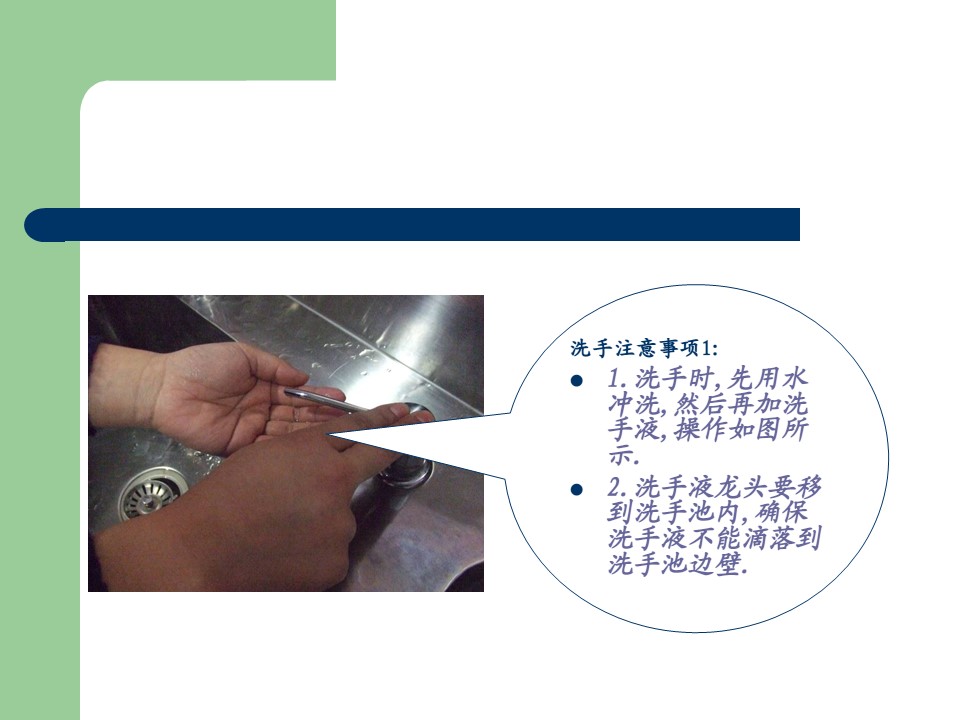 洗手注意事项1:
1.洗手时,先用水
冲洗,然后再加洗
手液,操作如图所
示.
2.洗手液龙头要移
到洗手池内,确保
洗手液不能滴落到
洗手池边壁.